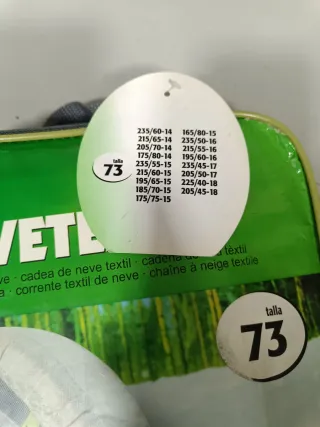 235/60-14 165/80-15
215/65-14 235/50-16
205/70-14 215/55-16
175/80-14 195/60-16
235/55-15 235/45-17
215/60-15 205/50-17
195/65-15 225/40-18
185/70-15 205/45-18
175/75-15
talla
73
VETE
ve · cadea de neve textil · cadena de neu tèxtil
a · corrente textil de neve · chaîne à neige textile
talla
73